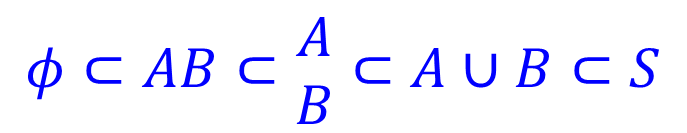 ϕ ⊂ AB ⊂ A B ⊂ A ∪ B ⊂ S